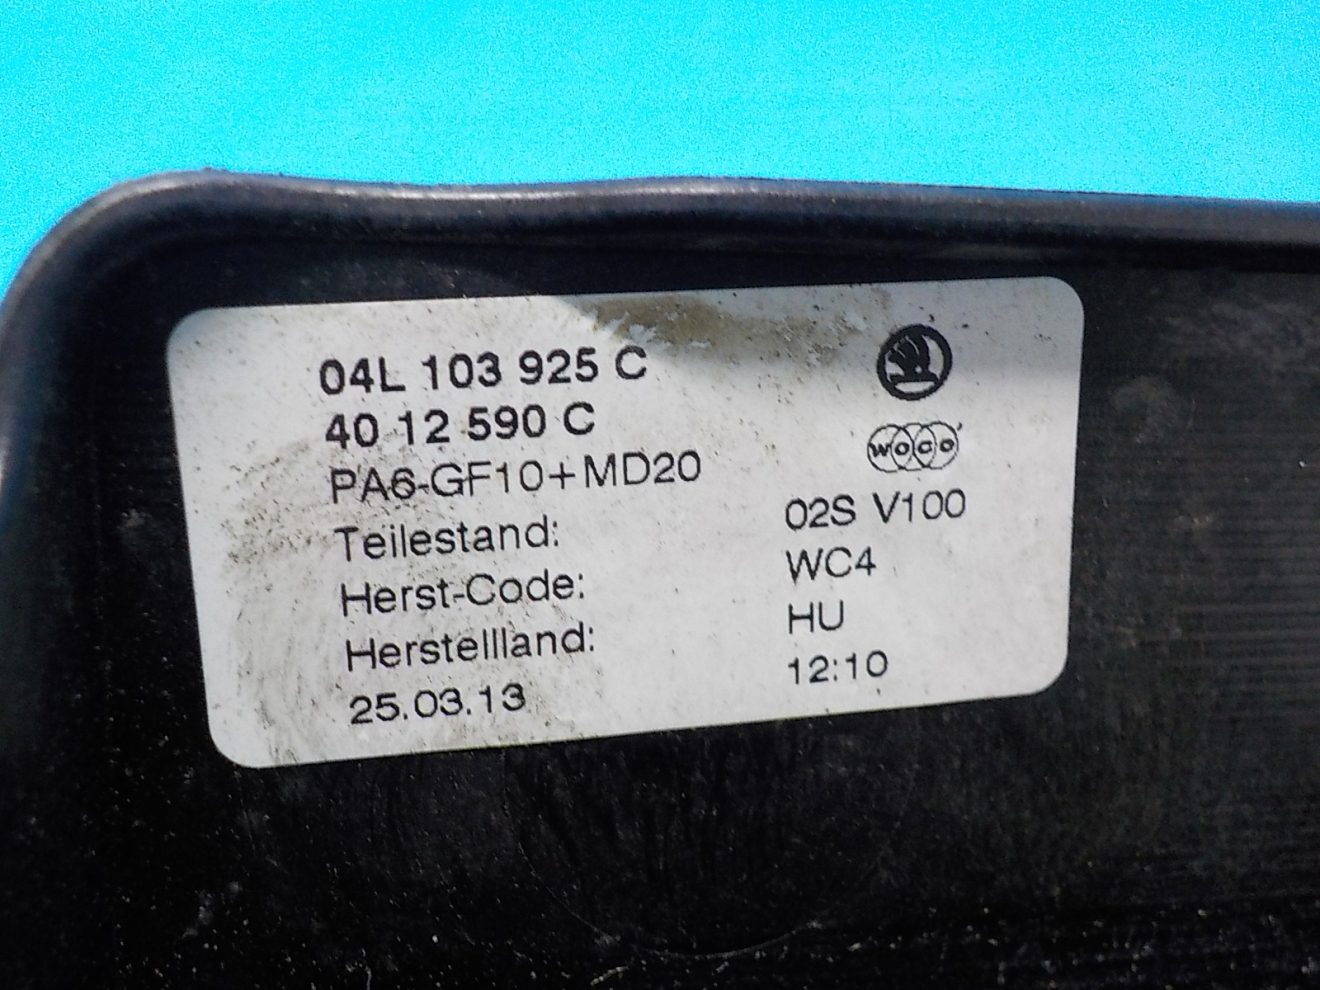 04L 103 925 C
40 12 590 C
woco
PA6-GF10+MD20
Teilestand: 02S V100
Herst-Code: WC4
Herstellland: HU
25.03.13 12:10